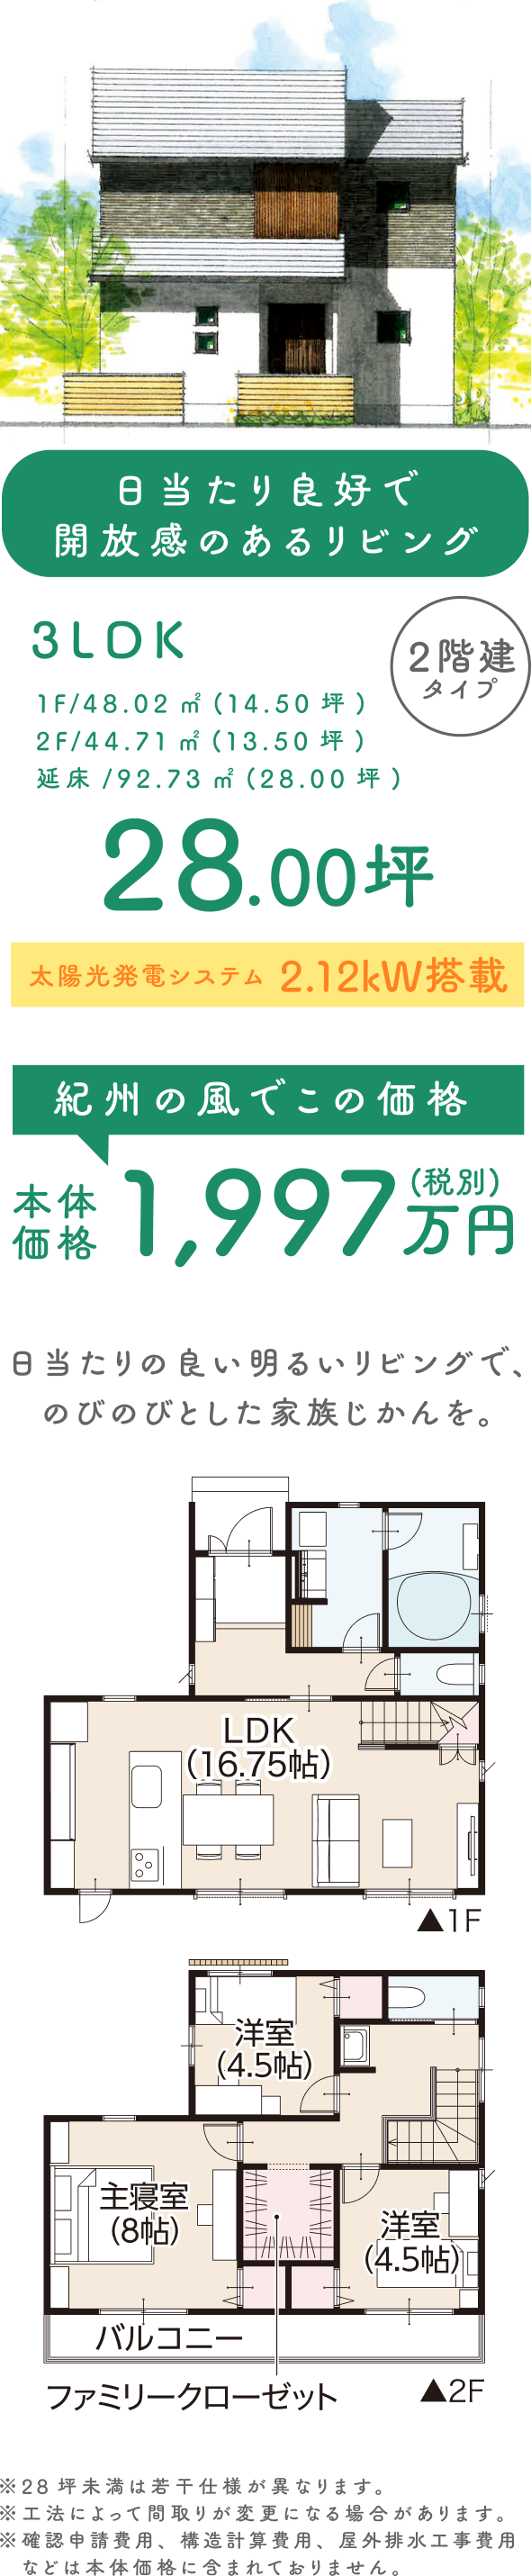 日当たり良好で
開放感のあるリビング
3LDK
2階建
タイプ
1F/48.02㎡(14.50坪)
2F/44.71㎡(13.50坪)
延床/92.73㎡(28.00坪)
28.00坪
太陽光発電システム 2.12kW搭載
紀州の風でこの価格
本体
価格
1,997万円
(税別)
日当たりの良い明るいリビングで、
のびのびとした家族じかんを。
LDK
(16.75帖)
▲1F
洋室
(4.5帖)
主寝室
(8帖)
洋室
(4.5帖)
バルコニー
ファミリークローゼット
▲2F
※28坪未満は若干仕様が異なります。
※工法によって間取りが変更になる場合があります。
※確認申請費用、構造計算費用、屋外排水工事費用
などは本体価格に含まれておりません。